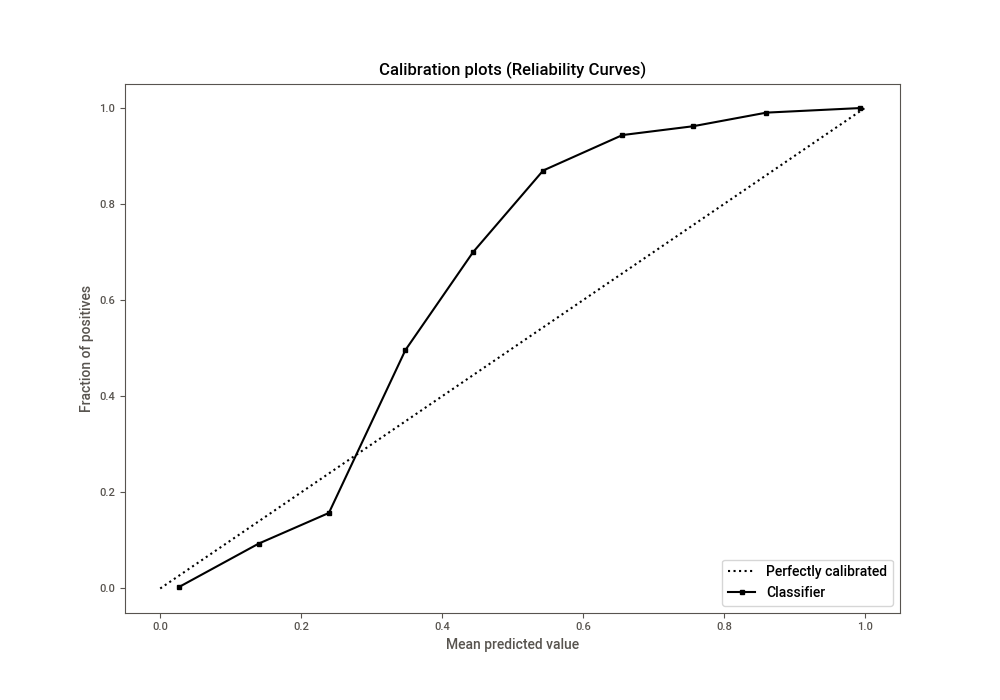 Calibration plots (Reliability Curves)
1.0
0.8
0.6
0.4
0.2
0.0
Fraction of positives
0.0 0.2 0.4 0.6 0.8 1.0
Mean predicted value
Perfectly calibrated
Classifier